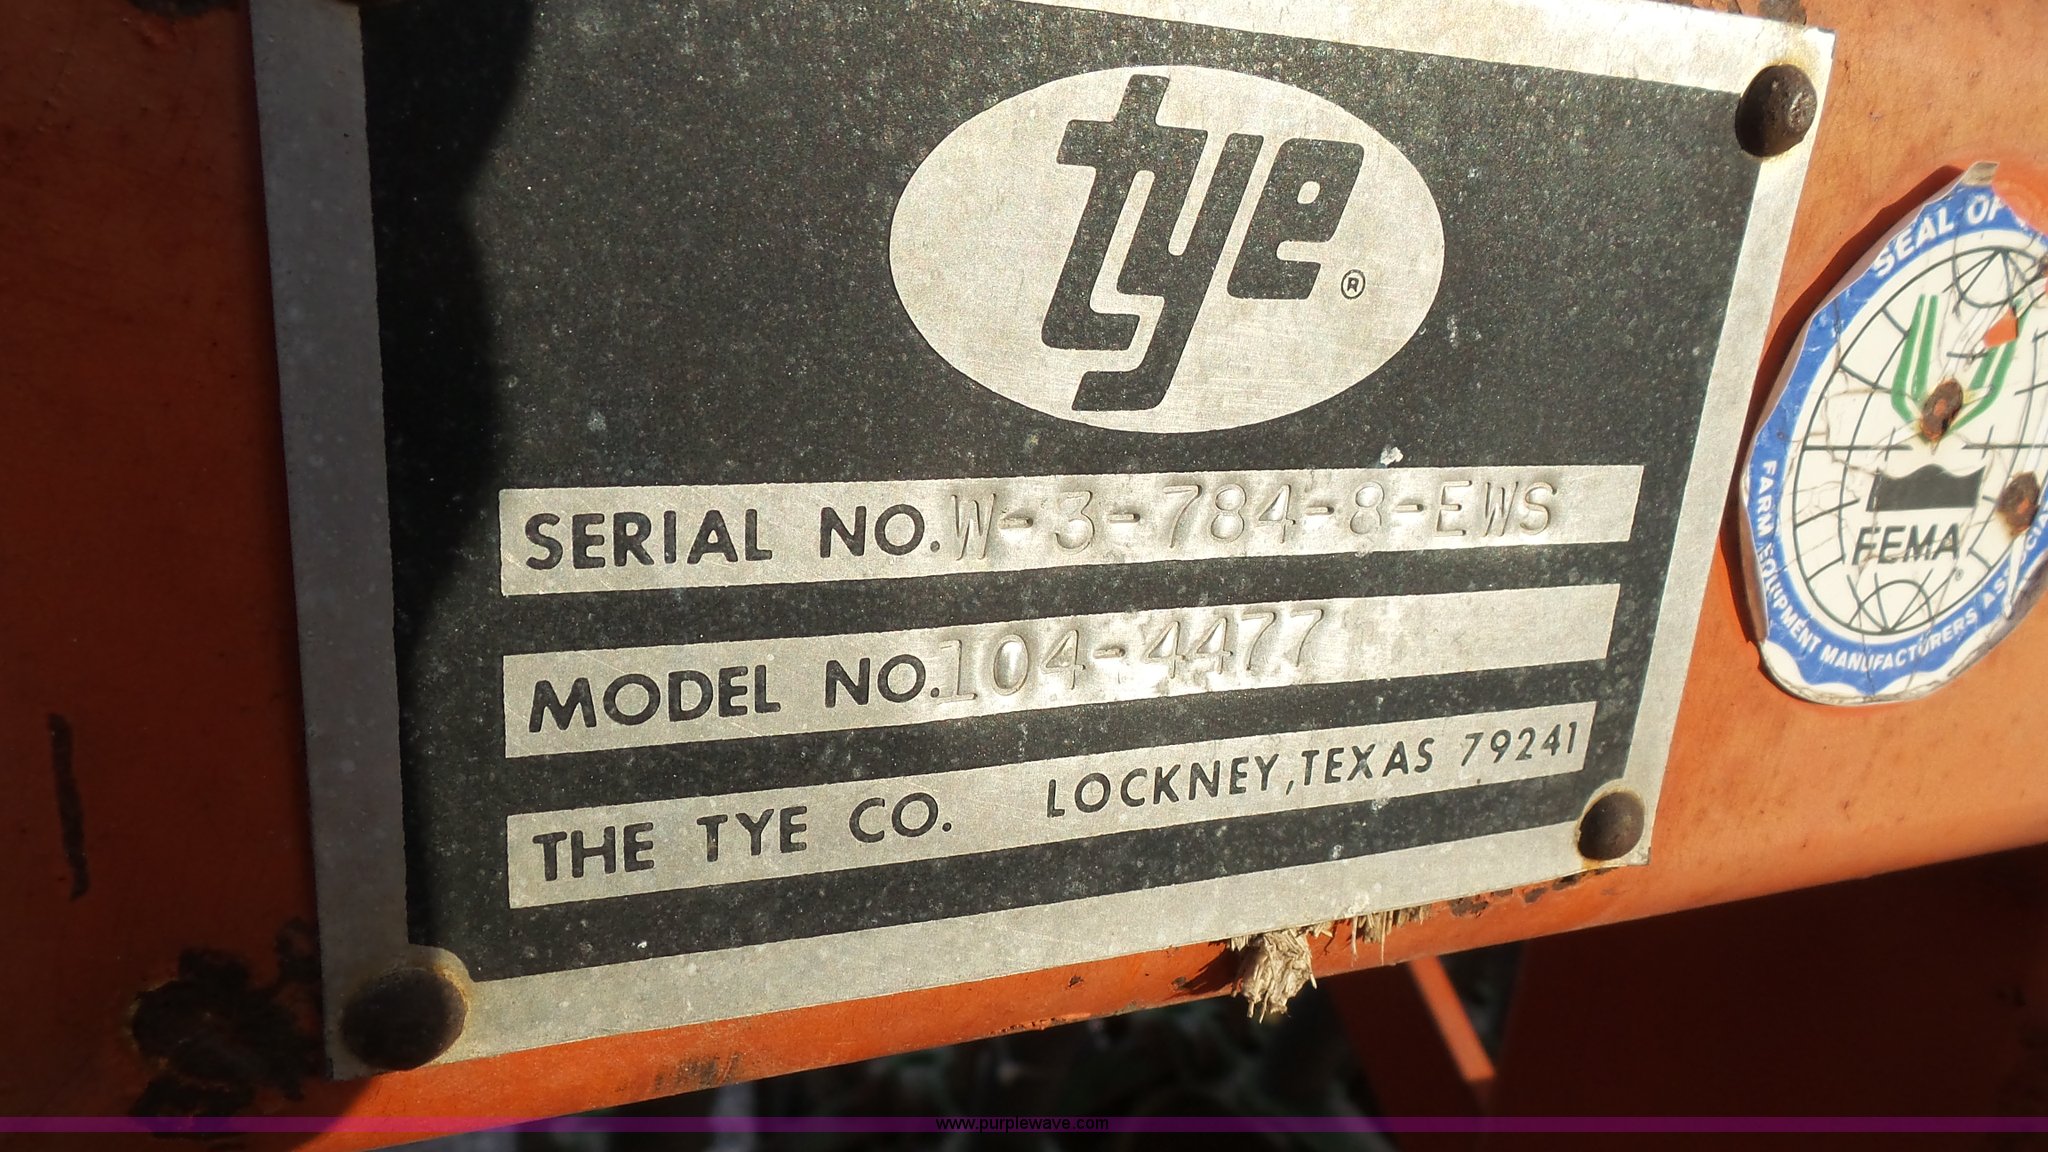 tye®
SERIAL NO. W-3-784-8-EWS
MODEL NO. 104-4477
THE TYE CO. LOCKNEY, TEXAS 79241
SEAL OF
FEMA®
FARM EQUIPMENT MANUFACTURERS
www.purplewave.com